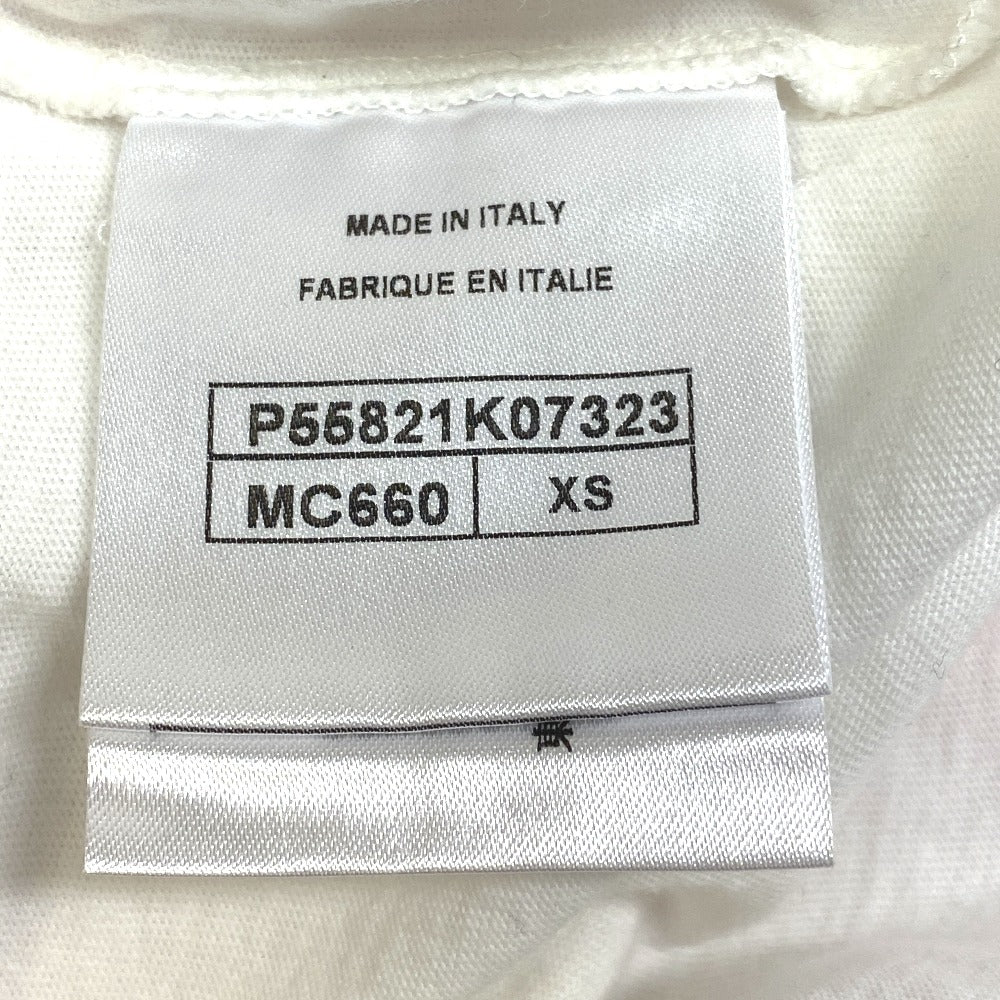 MADE IN ITALY
FABRIQUE EN ITALIE
P55821K07323
MC660 XS